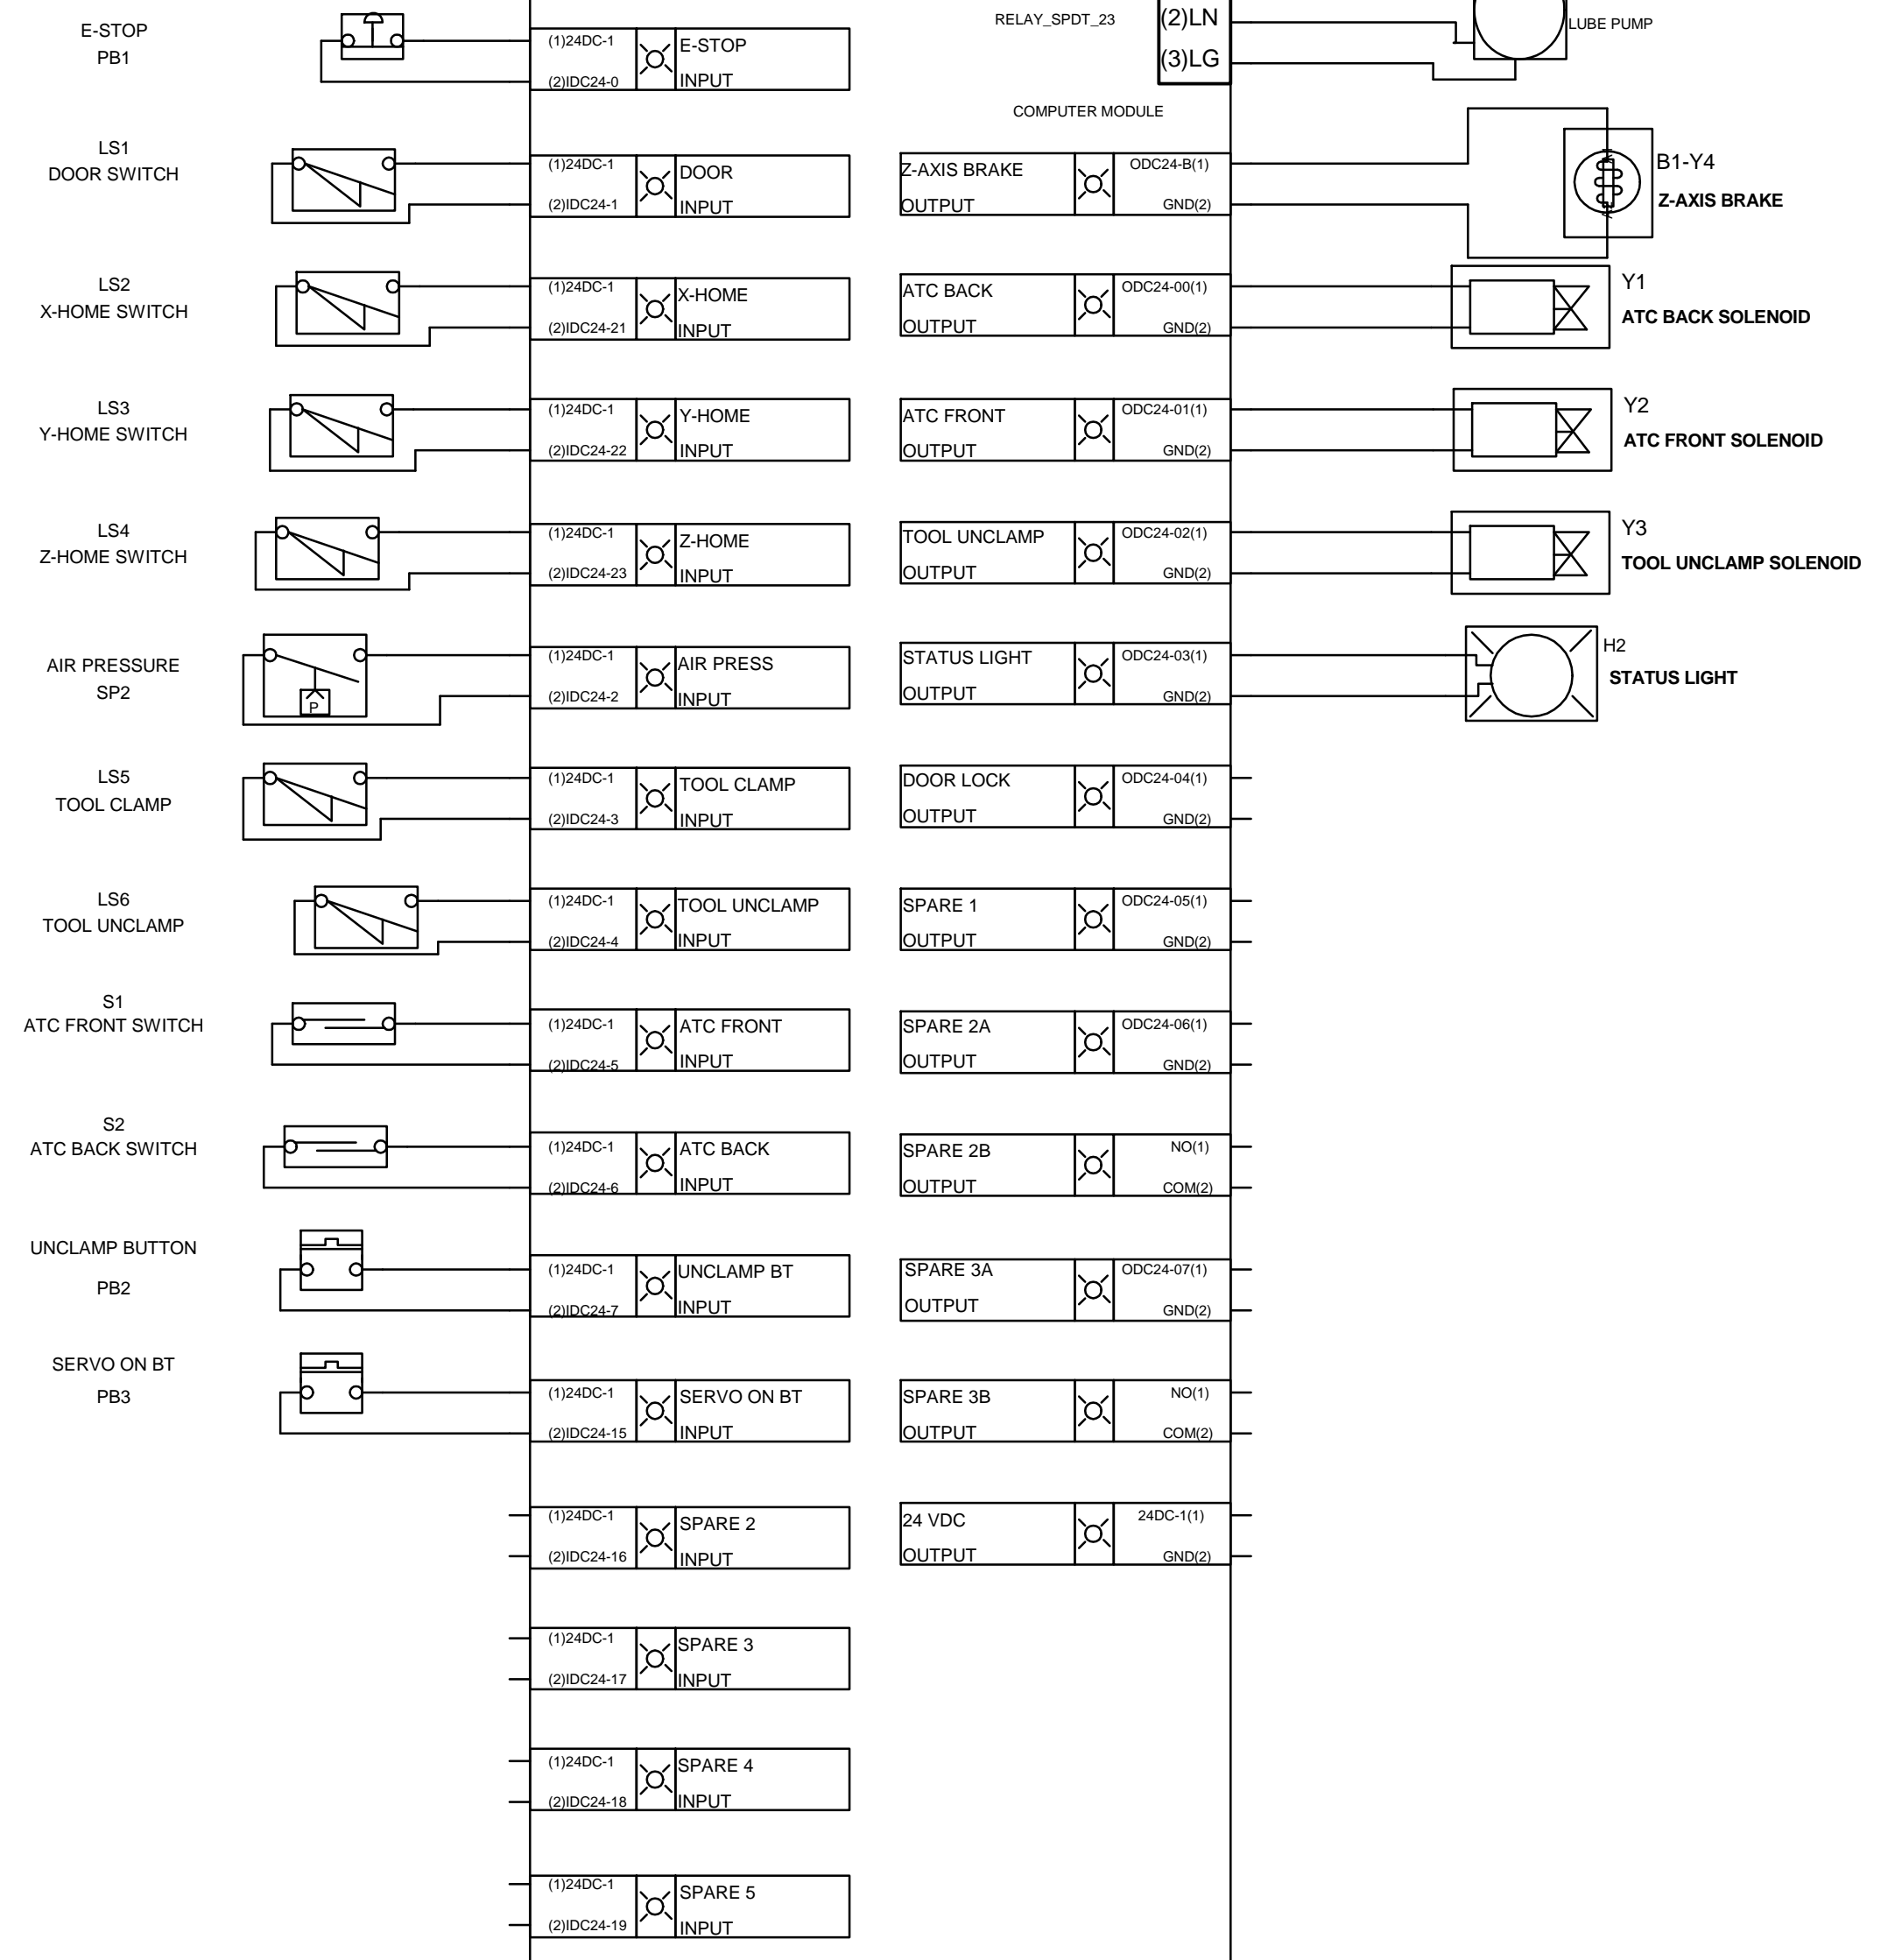 E-STOP
PB1
(1)24DC-1
(2)IDC24-0
E-STOP
INPUT
RELAY_SPDT_23
(2)LN
(3)LG
LUBE PUMP
COMPUTER MODULE
LS1
DOOR SWITCH
(1)24DC-1
(2)IDC24-1
DOOR
INPUT
Z-AXIS BRAKE
OUTPUT
ODC24-B(1)
GND(2)
B1-Y4
Z-AXIS BRAKE
LS2
X-HOME SWITCH
(1)24DC-1
(2)IDC24-21
X-HOME
INPUT
ATC BACK
OUTPUT
ODC24-00(1)
GND(2)
Y1
ATC BACK SOLENOID
LS3
Y-HOME SWITCH
(1)24DC-1
(2)IDC24-22
Y-HOME
INPUT
ATC FRONT
OUTPUT
ODC24-01(1)
GND(2)
Y2
ATC FRONT SOLENOID
LS4
Z-HOME SWITCH
(1)24DC-1
(2)IDC24-23
Z-HOME
INPUT
TOOL UNCLAMP
OUTPUT
ODC24-02(1)
GND(2)
Y3
TOOL UNCLAMP SOLENOID
AIR PRESSURE
SP2
P
(1)24DC-1
(2)IDC24-2
AIR PRESS
INPUT
STATUS LIGHT
OUTPUT
ODC24-03(1)
GND(2)
H2
STATUS LIGHT
LS5
TOOL CLAMP
(1)24DC-1
(2)IDC24-3
TOOL CLAMP
INPUT
DOOR LOCK
OUTPUT
ODC24-04(1)
GND(2)
LS6
TOOL UNCLAMP
(1)24DC-1
(2)IDC24-4
TOOL UNCLAMP
INPUT
SPARE 1
OUTPUT
ODC24-05(1)
GND(2)
S1
ATC FRONT SWITCH
(1)24DC-1
(2)IDC24-5
ATC FRONT
INPUT
SPARE 2A
OUTPUT
ODC24-06(1)
GND(2)
S2
ATC BACK SWITCH
(1)24DC-1
(2)IDC24-6
ATC BACK
INPUT
SPARE 2B
OUTPUT
NO(1)
COM(2)
UNCLAMP BUTTON
PB2
(1)24DC-1
(2)IDC24-7
UNCLAMP BT
INPUT
SPARE 3A
OUTPUT
ODC24-07(1)
GND(2)
SERVO ON BT
PB3
(1)24DC-1
(2)IDC24-15
SERVO ON BT
INPUT
SPARE 3B
OUTPUT
NO(1)
COM(2)
(1)24DC-1
(2)IDC24-16
SPARE 2
INPUT
24 VDC
OUTPUT
24DC-1(1)
GND(2)
(1)24DC-1
(2)IDC24-17
SPARE 3
INPUT
(1)24DC-1
(2)IDC24-18
SPARE 4
INPUT
(1)24DC-1
(2)IDC24-19
SPARE 5
INPUT